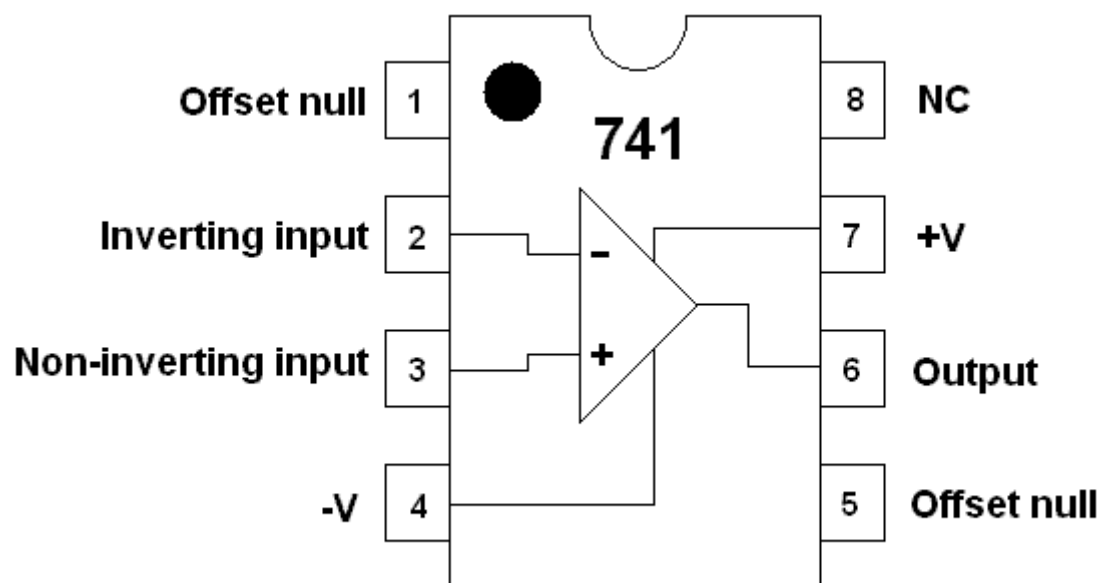 Offset null 1
8 NC
741
Inverting input 2
-
7 +V
Non-inverting input 3
+
6 Output
-V 4
5 Offset null